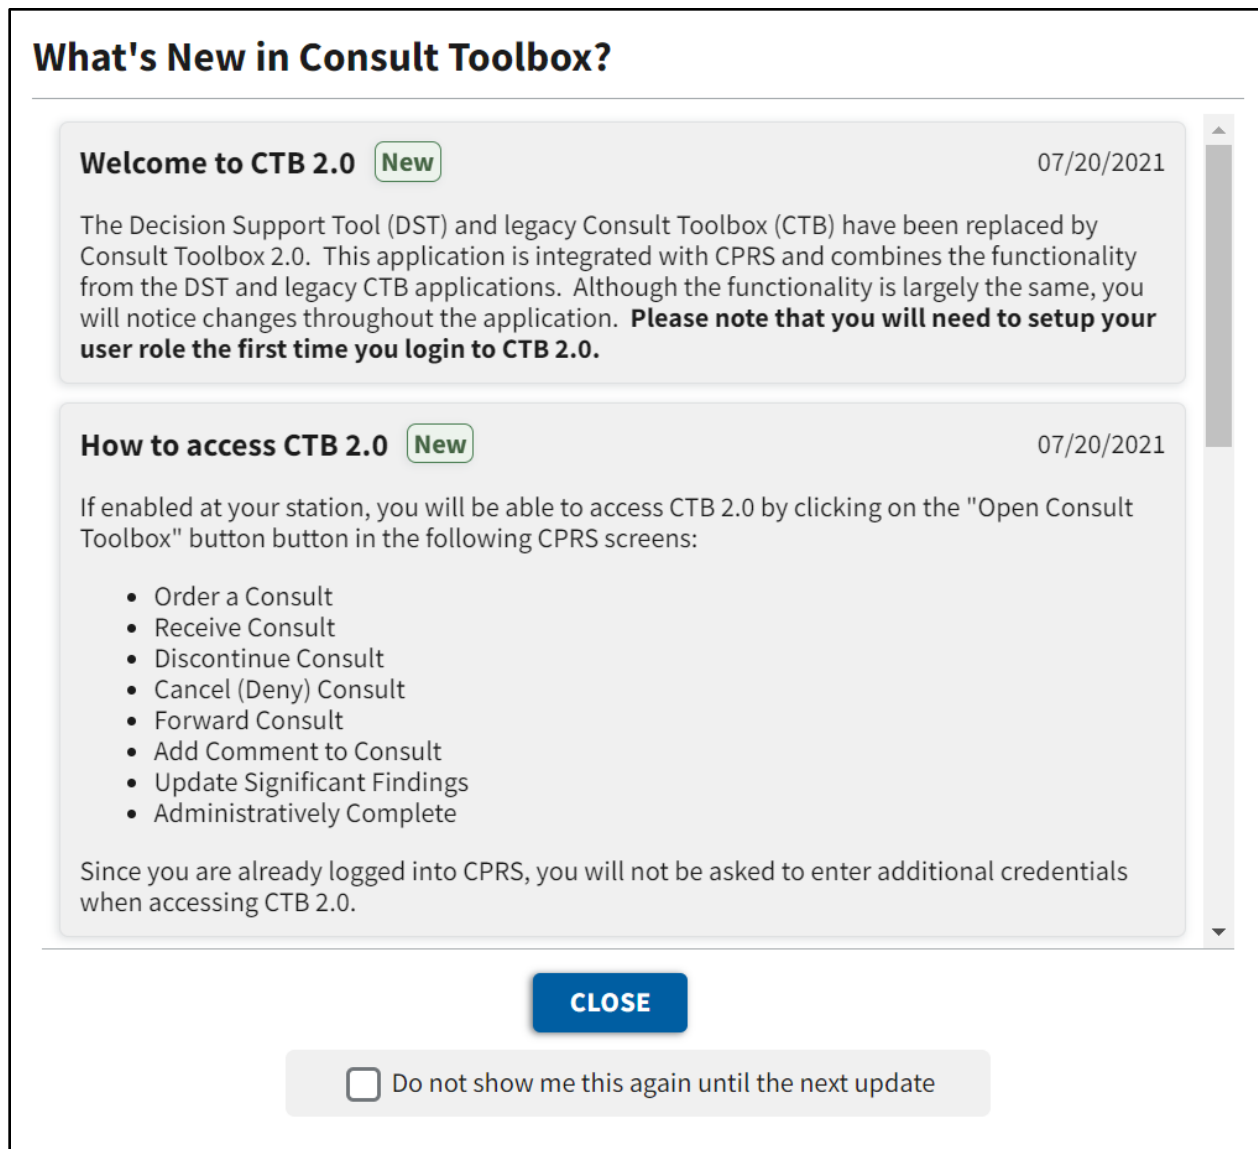 What's New in Consult Toolbox?
Welcome to CTB 2.0 New 07/20/2021
The Decision Support Tool (DST) and legacy Consult Toolbox (CTB) have been replaced by
Consult Toolbox 2.0.  This application is integrated with CPRS and combines the functionality
from the DST and legacy CTB applications.  Although the functionality is largely the same, you
will notice changes throughout the application.  Please note that you will need to setup your
user role the first time you login to CTB 2.0.
How to access CTB 2.0 New 07/20/2021
If enabled at your station, you will be able to access CTB 2.0 by clicking on the "Open Consult
Toolbox" button button in the following CPRS screens:
• Order a Consult
• Receive Consult
• Discontinue Consult
• Cancel (Deny) Consult
• Forward Consult
• Add Comment to Consult
• Update Significant Findings
• Administratively Complete
Since you are already logged into CPRS, you will not be asked to enter additional credentials
when accessing CTB 2.0.
CLOSE
Do not show me this again until the next update